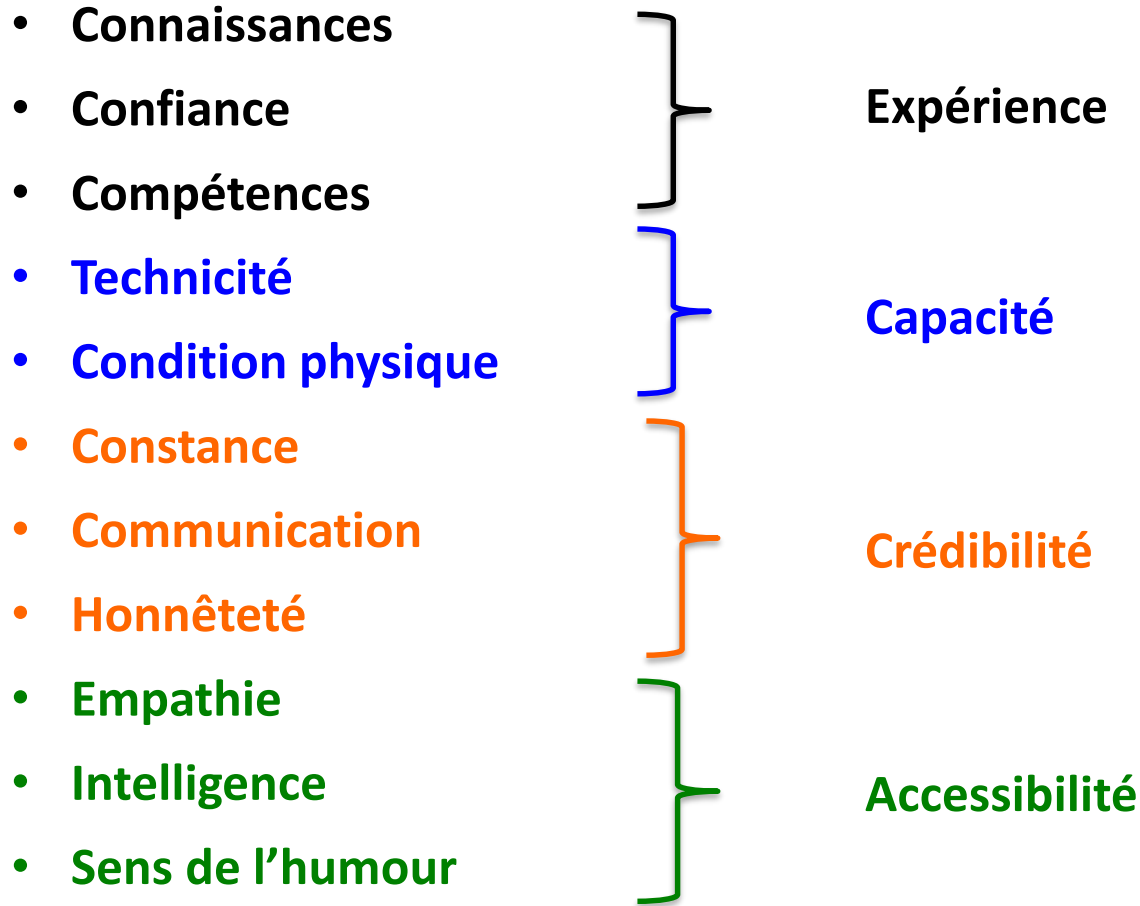 • Connaissances
• Confiance
Expérience
• Compétences
• Technicité
Capacité
• Condition physique
• Constance
• Communication
Crédibilité
• Honnêteté
• Empathie
• Intelligence
Accessibilité
• Sens de l’humour